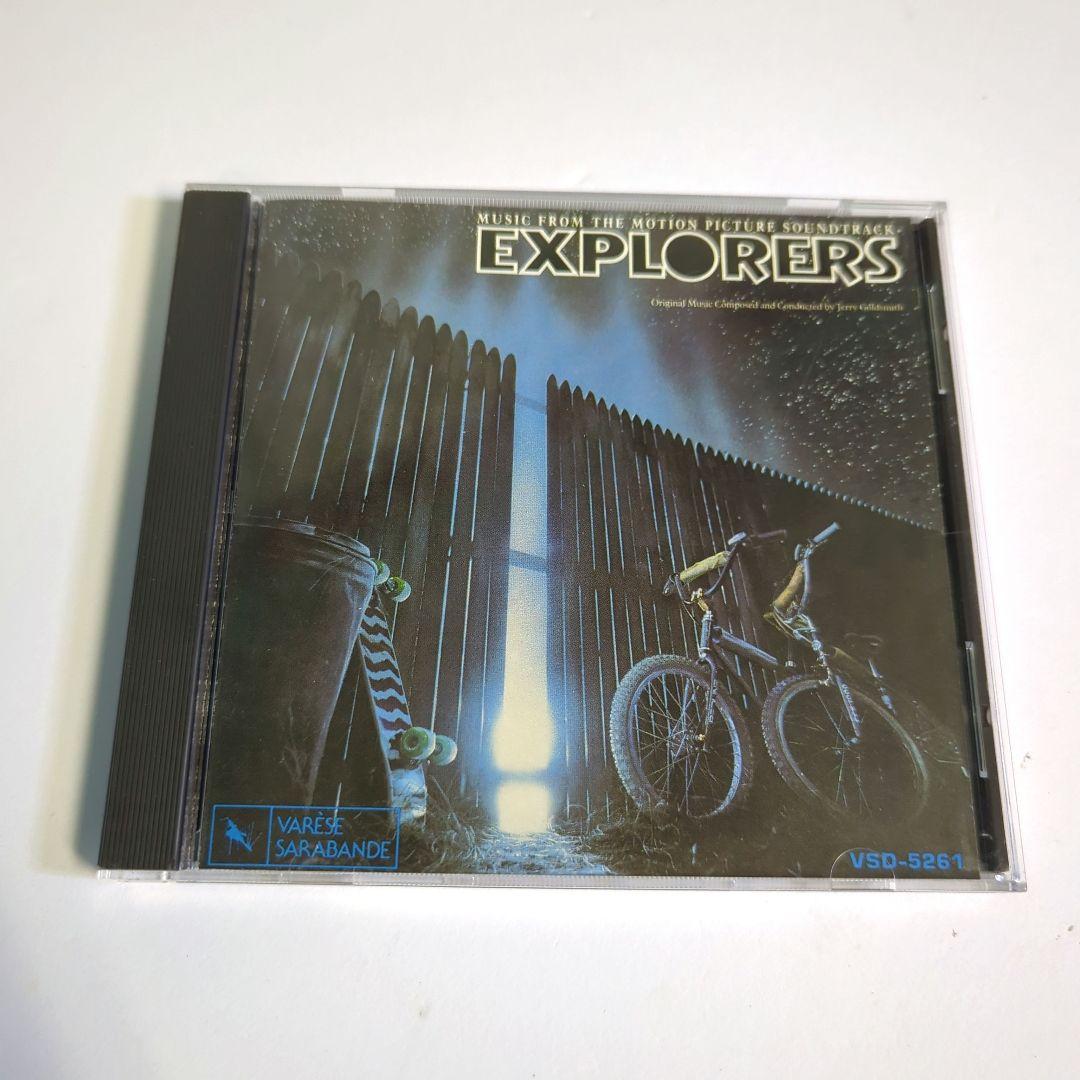 MUSIC FROM THE MOTION PICTURE SOUNDTRACK-
EXPLORERS
Original Music Composed and Conducted by Jerry Goldsmith
VARÈSE
SARABANDE
VSD-5261